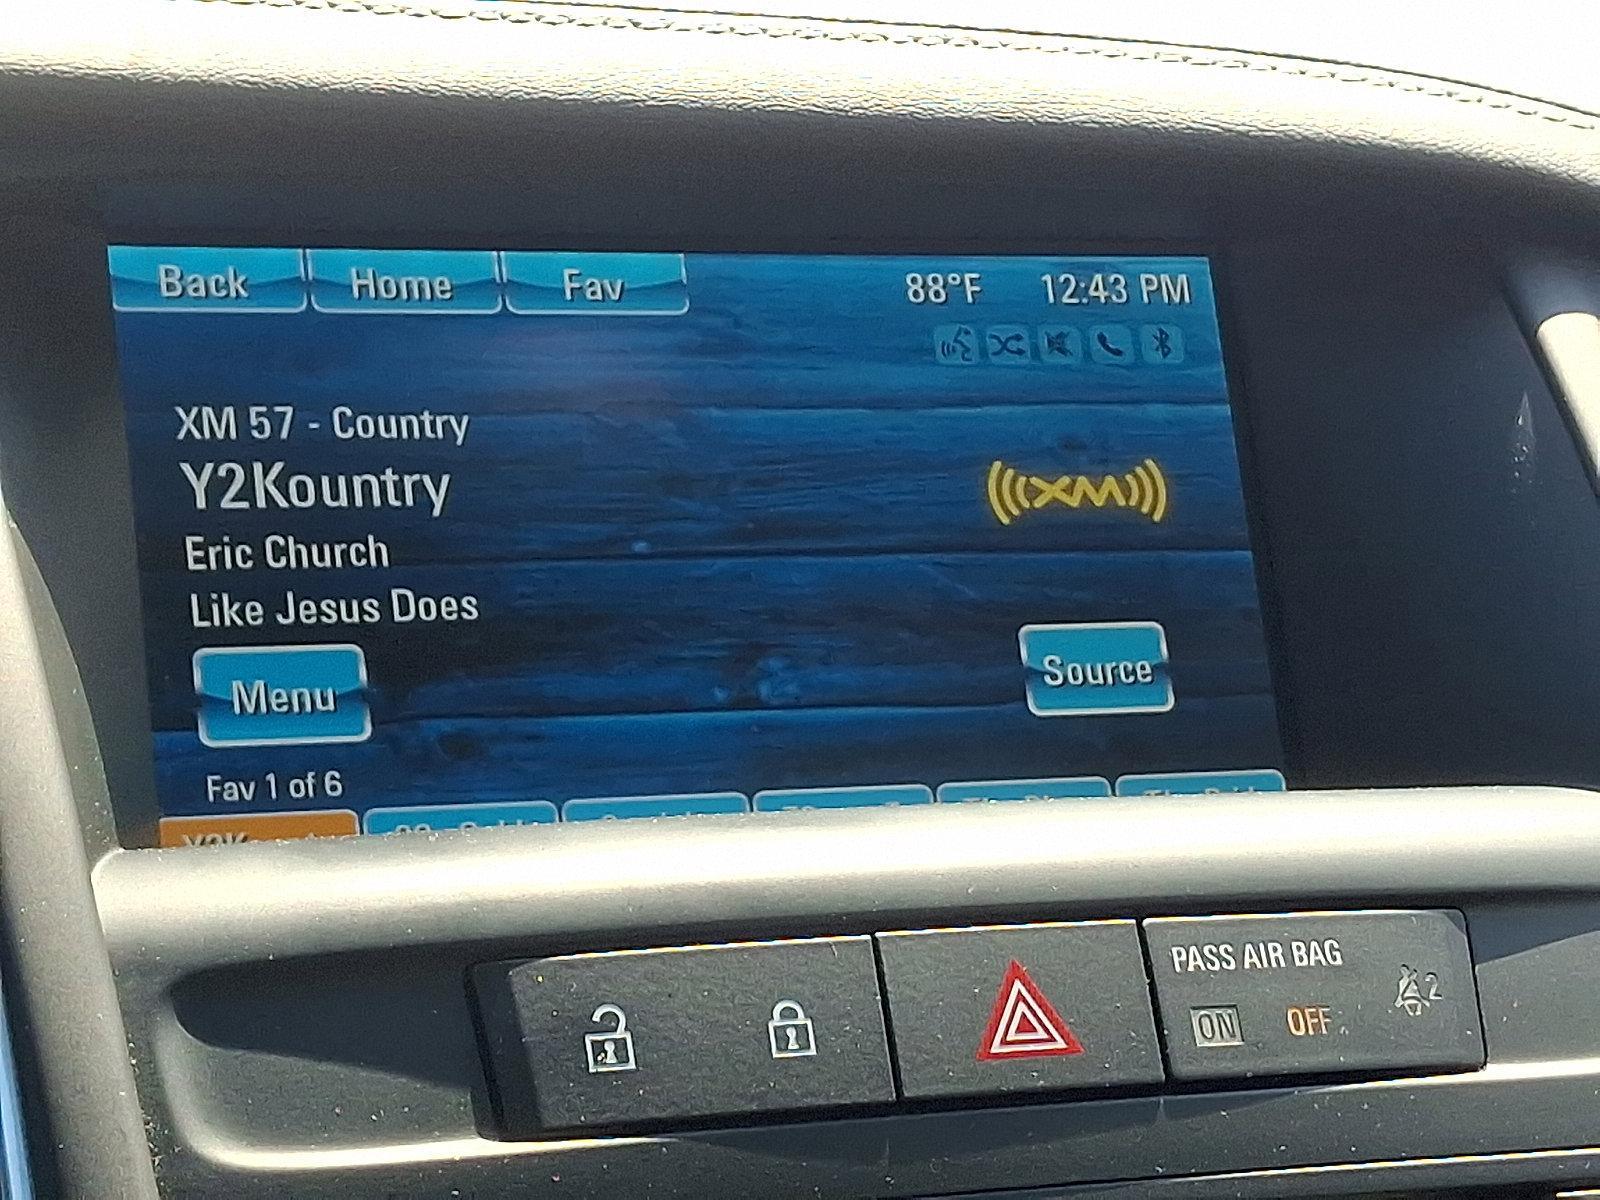 Back Home Fav 88°F 12:43 PM
XM 57 - Country
Y2Kountry
XM
Eric Church
Like Jesus Does
Menu Source
Fav 1 of 6
Y2Kountry
PASS AIR BAG
ON OFF 2